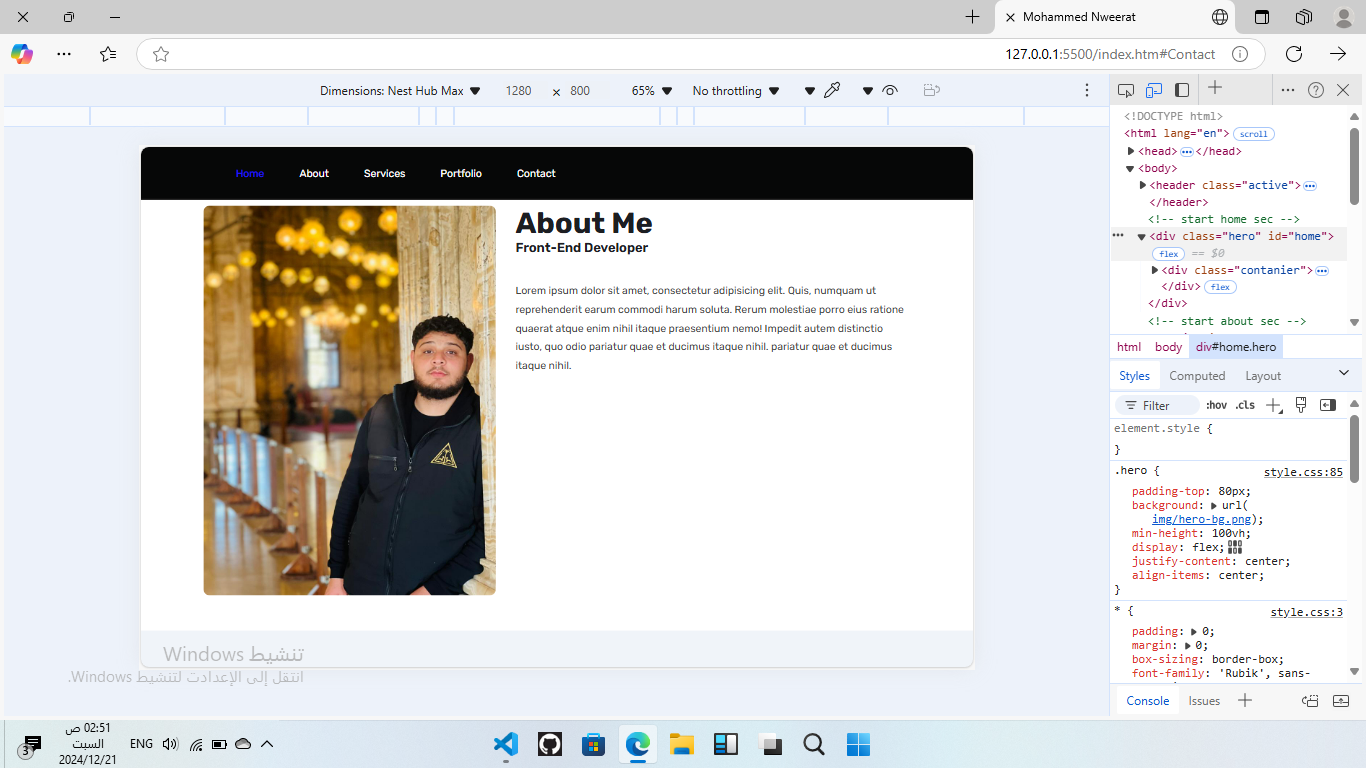 Mohammed Nweerat
127.0.0.1:5500/index.htm#Contact
Dimensions: Nest Hub Max 1280 × 800 65% No throttling
Home About Services Portfolio Contact
About Me
Front-End Developer
Lorem ipsum dolor sit amet, consectetur adipisicing elit. Quis, numquam ut
reprehenderit earum commodi harum soluta. Rerum molestiae porro eius ratione
quaerat atque enim nihil itaque praesentium nemo! Impedit autem distinctio
iusto, quo odio pariatur quae et ducimus itaque nihil. pariatur quae et ducimus
itaque nihil.
تنشيط Windows
انتقل إلى الإعدادت لتنشيط Windows.
<!DOCTYPE html>
<html lang="en"> scroll
<head> ••• </head>
<body>
<header class="active"> •••
</header>
<!-- start home sec -->
••• <div class="hero" id="home">
flex == $0
<div class="contanier"> •••
</div> flex
</div>
<!-- start about sec -->
html body div#home.hero
Styles Computed Layout
Filter :hov .cls
element.style {
}
.hero { style.css:85
padding-top: 80px;
background: url(
img/hero-bg.png);
min-height: 100vh;
display: flex;
justify-content: center;
align-items: center;
}
* { style.css:3
padding: 0;
margin: 0;
box-sizing: border-box;
font-family: 'Rubik', sans-
Console Issues
3
02:51 ص
السبت
2024/12/21
ENG